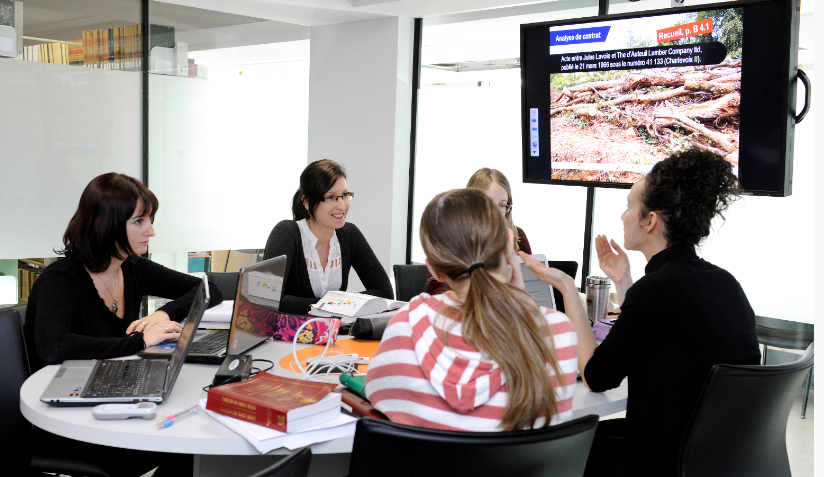 Analyse de contrat
Recueil, p. B 4.1
Acte entre Jules Lavoie et The d'Auteuil Lumber Company ltd,
publié le 21 mars 1965 sous le numéro 41 133 (Charlevoix II).